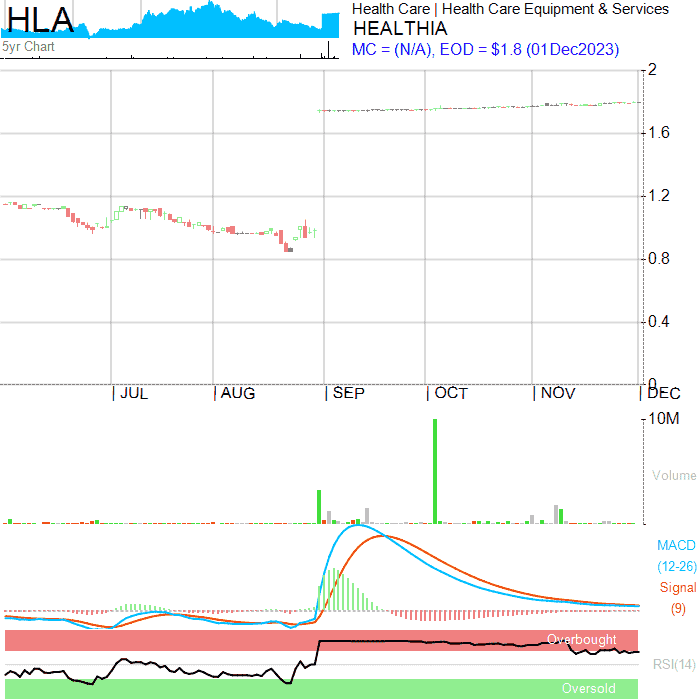 HLA
Health Care | Health Care Equipment & Services
HEALTHIA
5yr Chart
MC = (N/A), EOD = $1.8 (01Dec2023)
2
1.6
1.2
0.8
0.4
0
JUL AUG SEP OCT NOV DEC
10M
Volume
MACD
(12-26)
Signal
(9)
Overbought
RSI(14)
Oversold